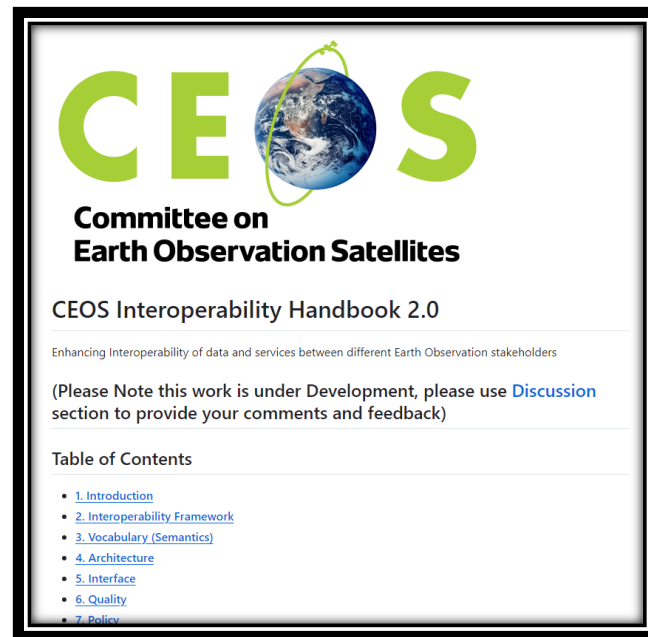 CEOS
Committee on
Earth Observation Satellites
CEOS Interoperability Handbook 2.0
Enhancing Interoperability of data and services between different Earth Observation stakeholders
(Please Note this work is under Development, please use Discussion
section to provide your comments and feedback)
Table of Contents
1. Introduction
2. Interoperability Framework
3. Vocabulary (Semantics)
4. Architecture
5. Interface
6. Quality
7. Policy